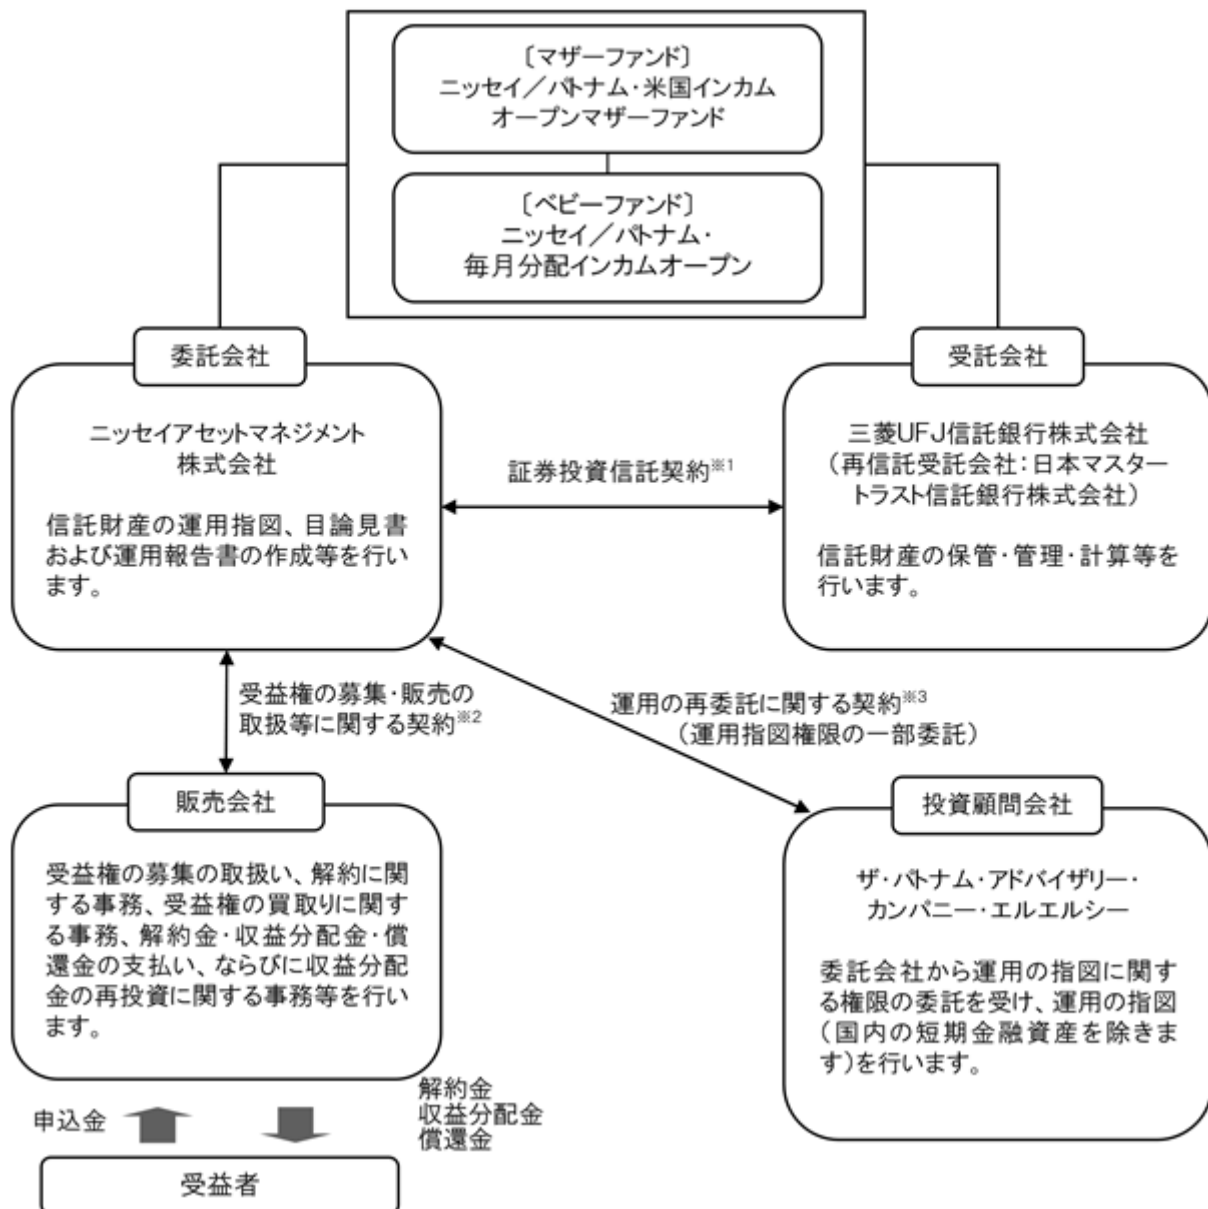 〔マザーファンド〕
ニッセイ／パトナム・米国インカム
オープンマザーファンド
〔ベビーファンド〕
ニッセイ／パトナム・
毎月分配インカムオープン
委託会社
ニッセイアセットマネジメント
株式会社
信託財産の運用指図、目論見書
および運用報告書の作成等を行い
ます。
証券投資信託契約※1
受託会社
三菱UFJ信託銀行株式会社
（再信託受託会社：日本マスター
トラスト信託銀行株式会社）
信託財産の保管・管理・計算等を
行います。
受益権の募集・販売の
取扱等に関する契約※2
運用の再委託に関する契約※3
（運用指図権限の一部委託）
販売会社
受益権の募集の取扱い、解約に関
する事務、受益権の買取りに関す
る事務、解約金・収益分配金・償
還金の支払い、ならびに収益分配
金の再投資に関する事務等を行い
ます。
投資顧問会社
ザ・パトナム・アドバイザリー・
カンパニー・エルエルシー
委託会社から運用の指図に関す
る権限の委託を受け、運用の指図
（国内の短期金融資産を除きま
す）を行います。
申込金
解約金
収益分配金
償還金
受益者